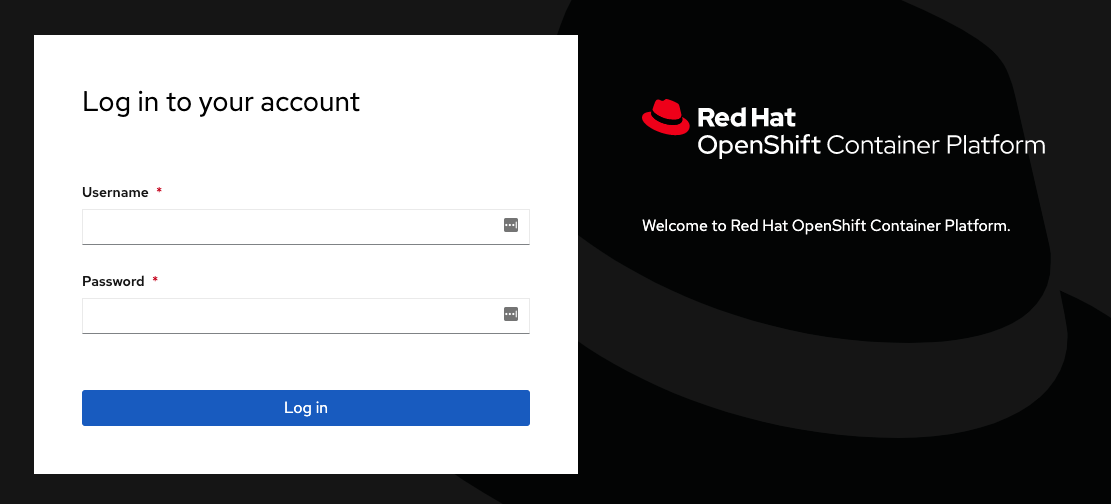 Log in to your account
Username *
Password *
Log in
Red Hat
OpenShift Container Platform
Welcome to Red Hat OpenShift Container Platform.